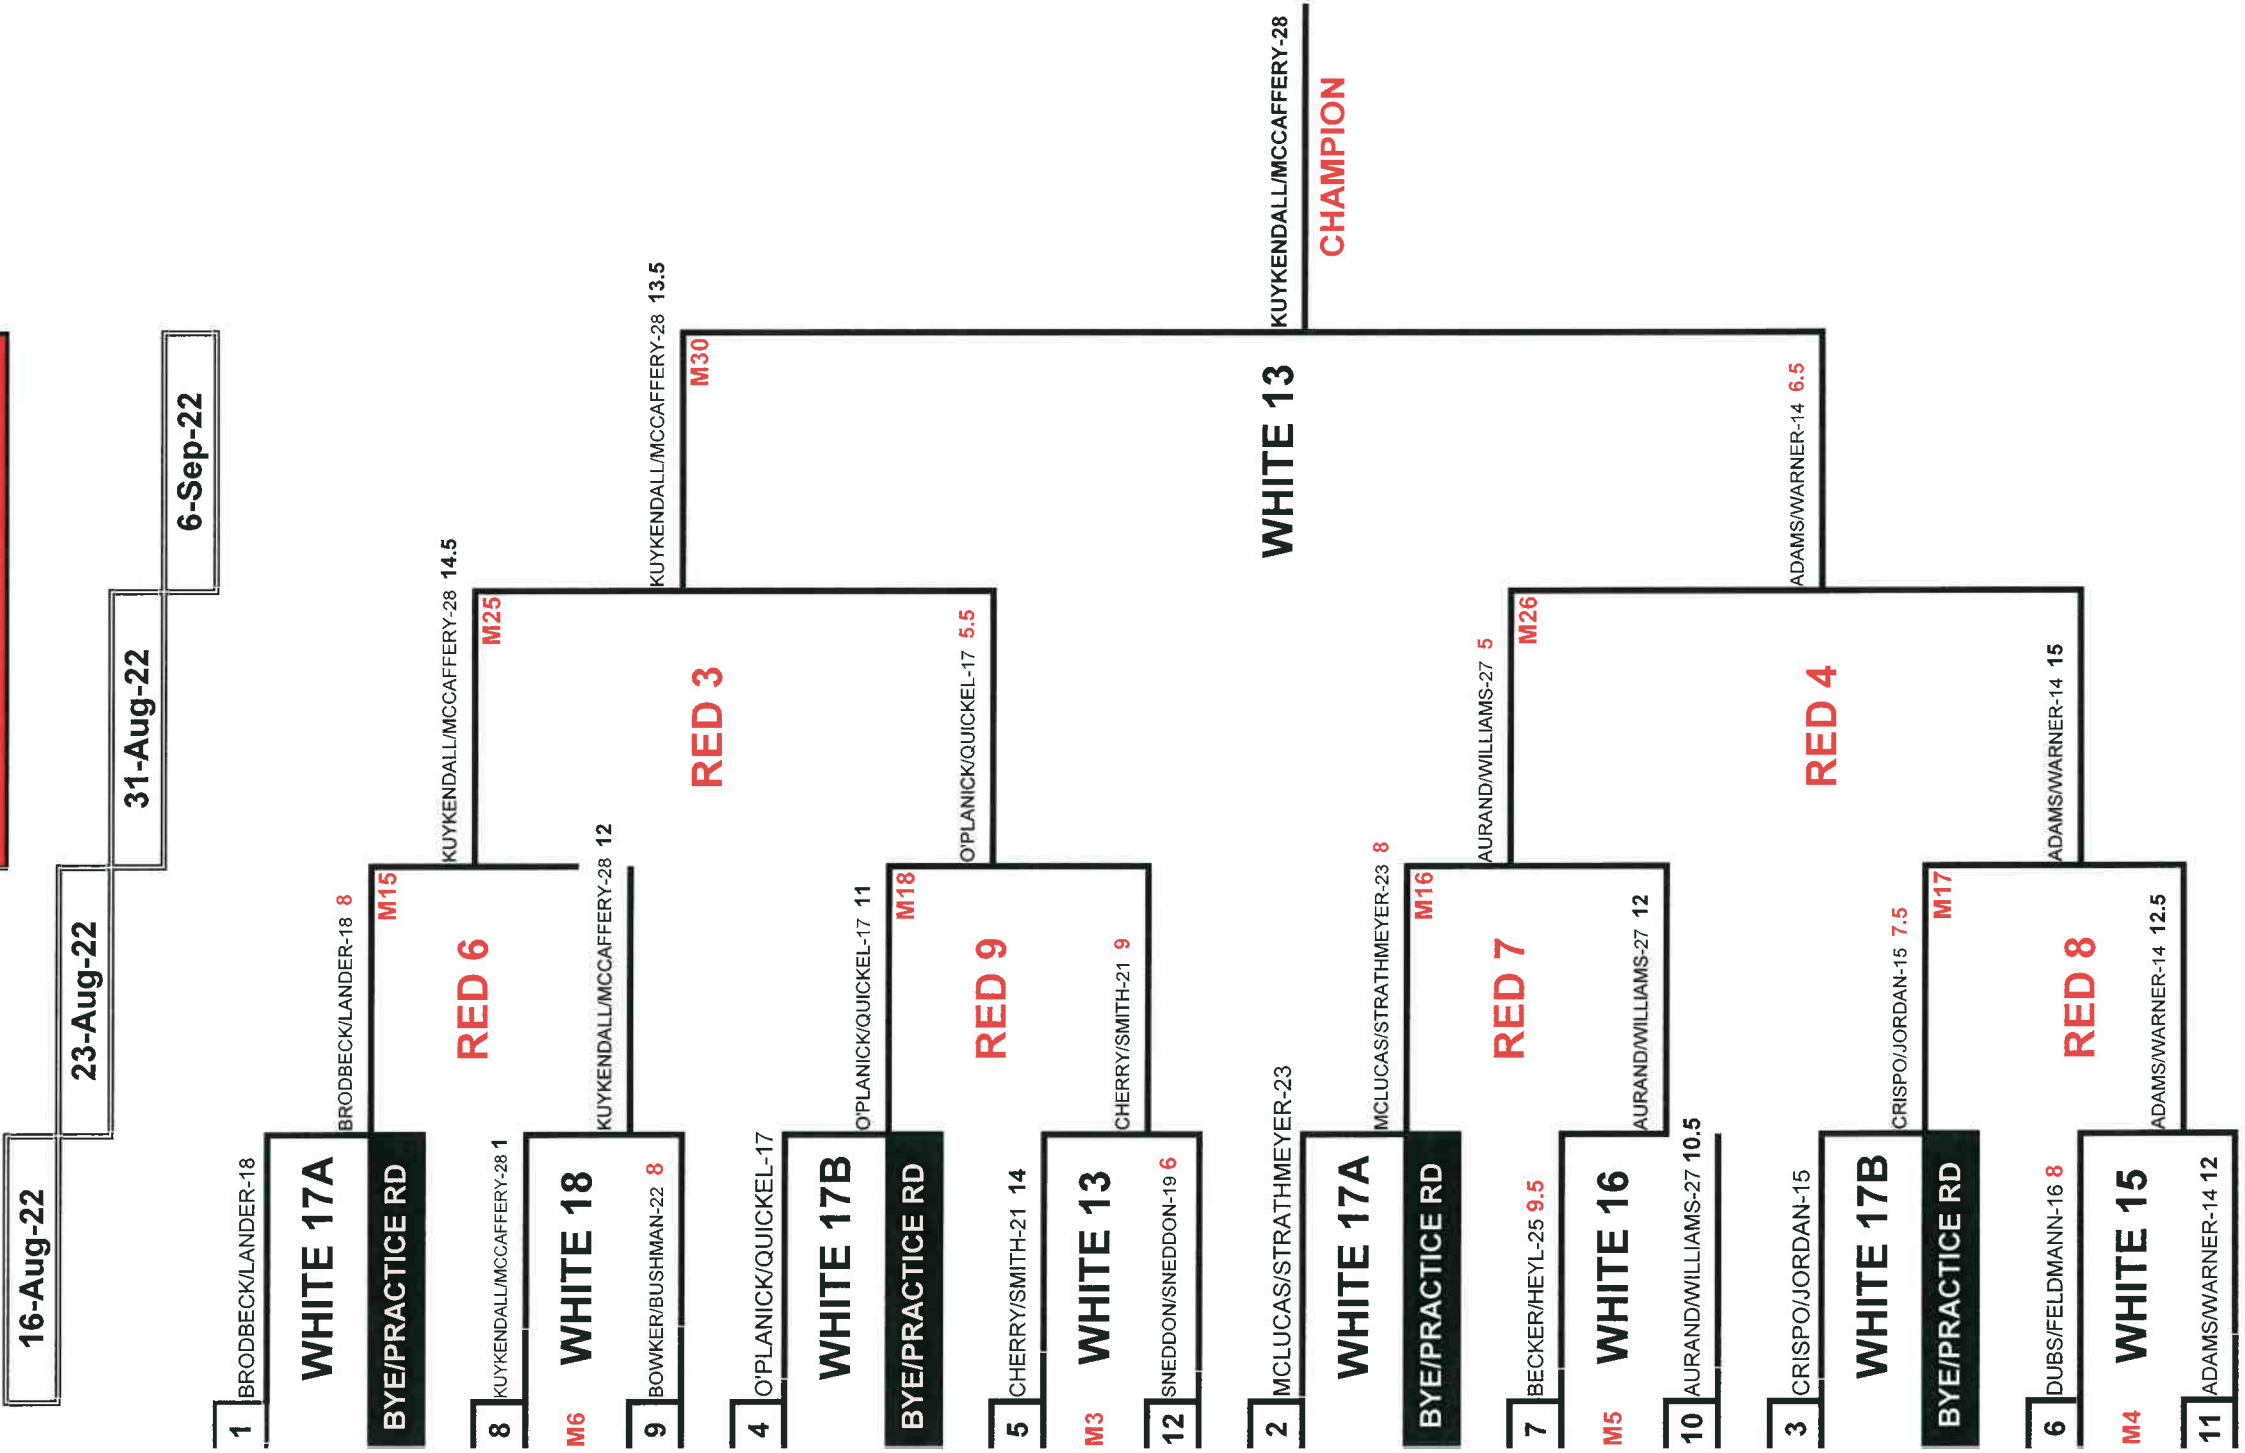 16-Aug-22
23-Aug-22
31-Aug-22
6-Sep-22
1 BRODBECK/LANDER-18
WHITE 17A
BYE/PRACTICE RD
8 KUYKENDALL/MCCAFFERY-28 1
M6 WHITE 18
9 BOWKER/BUSHMAN-22 8
4 O'PLANICK/QUICKEL-17
WHITE 17B
BYE/PRACTICE RD
5 CHERRY/SMITH-21 14
M3 WHITE 13
12 SNEDDON/SNEDDON-19 6
2 MCLUCAS/STRATHMEYER-23
WHITE 17A
BYE/PRACTICE RD
7 BECKER/HEYL-25 9.5
M5 WHITE 16
10 AURAND/WILLIAMS-27 10.5
3 CRISPO/JORDAN-15
WHITE 17B
BYE/PRACTICE RD
6 DUBS/FELDMANN-16 8
M4 WHITE 15
11 ADAMS/WARNER-14 12
BRODBECK/LANDER-18 8
M15
RED 6
KUYKENDALL/MCCAFFERY-28 12
O'PLANICK/QUICKEL-17 11
M18
RED 9
CHERRY/SMITH-21 9
MCLUCAS/STRATHMEYER-23 8
M16
RED 7
AURAND/WILLIAMS-27 12
CRISPO/JORDAN-15 7.5
M17
RED 8
ADAMS/WARNER-14 12.5
KUYKENDALL/MCCAFFERY-28 14.5
M25
RED 3
O'PLANICK/QUICKEL-17 5.5
AURAND/WILLIAMS-27 5
M26
RED 4
ADAMS/WARNER-14 15
KUYKENDALL/MCCAFFERY-28 13.5
M30
WHITE 13
ADAMS/WARNER-14 6.5
KUYKENDALL/MCCAFFERY-28
CHAMPION